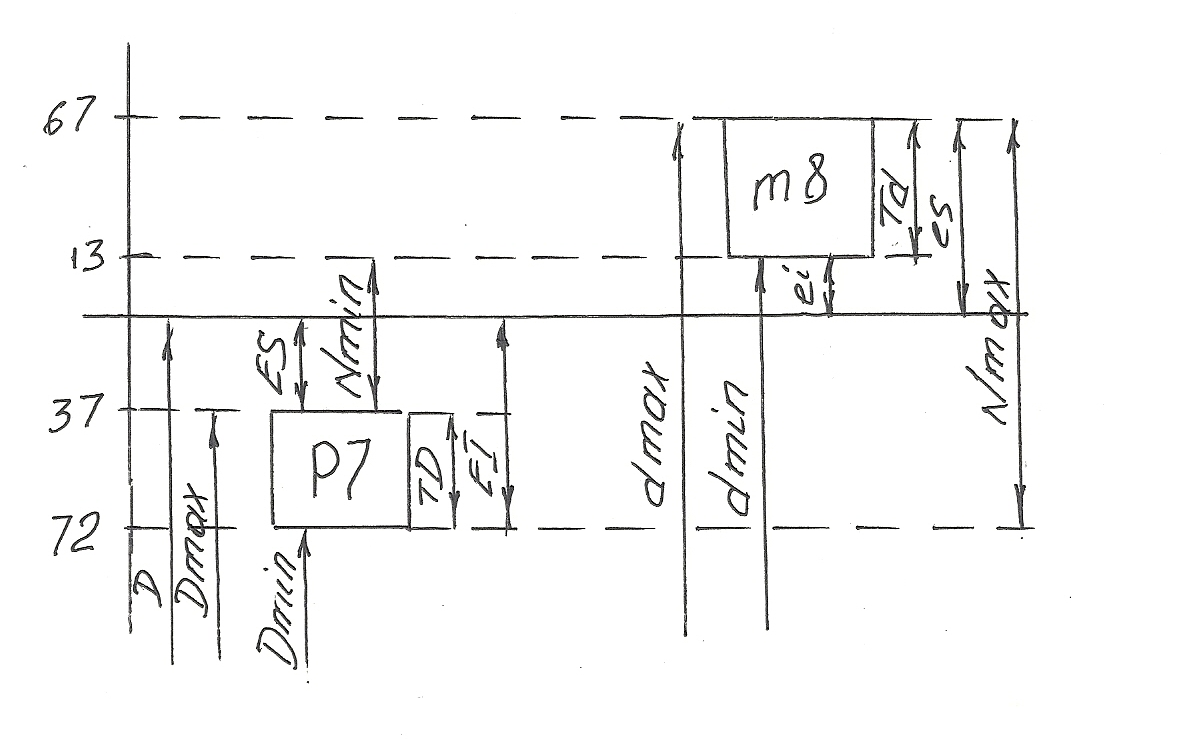 67
m8
Td
es
13
ei
Nmin
ES
Nmax
37
dmax
dmin
P7
TD
EI
72
D
Dmax
Dmin